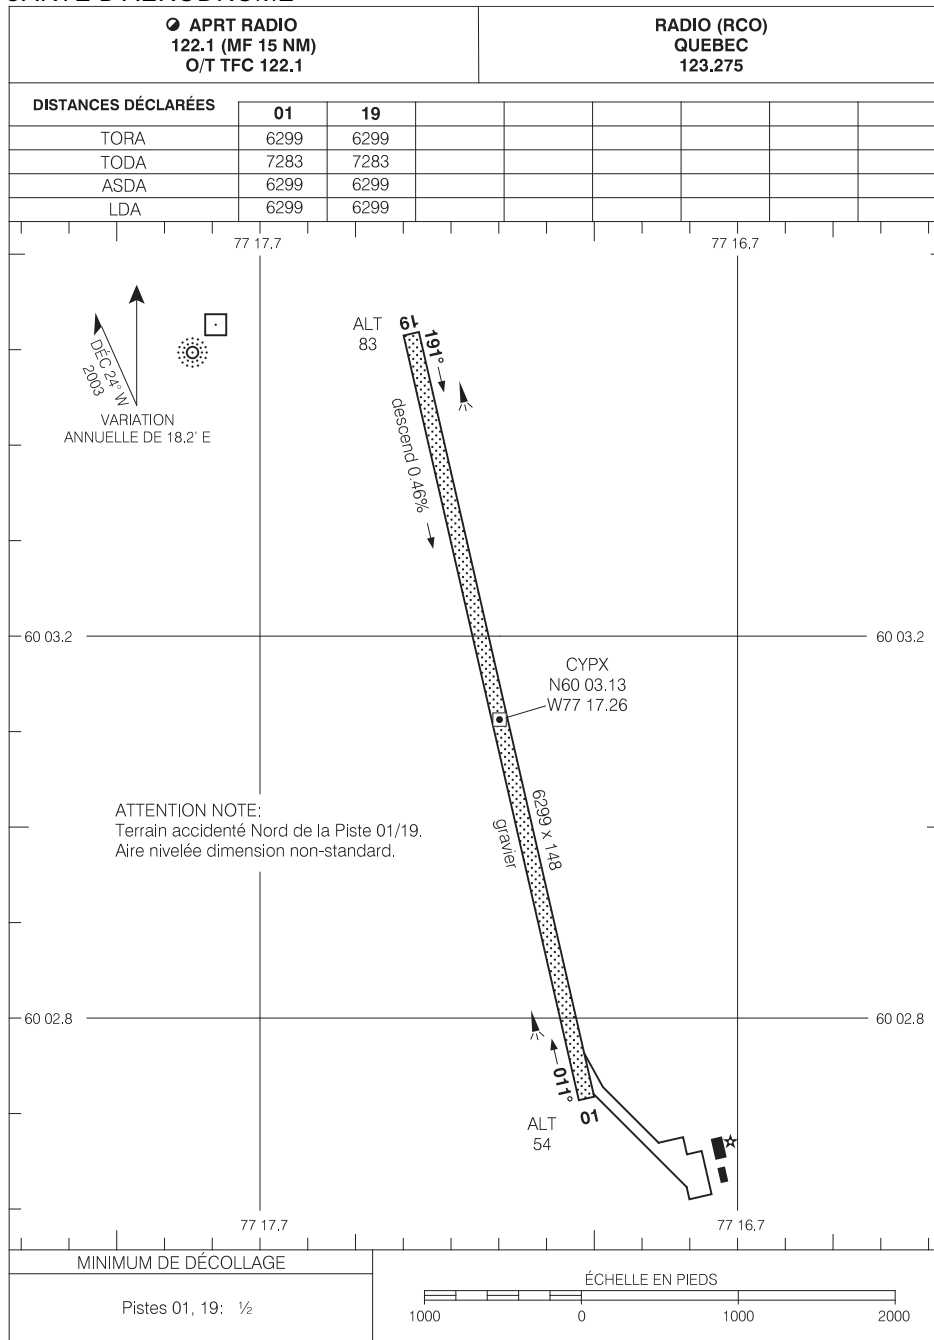 CARTE D'AÉRODROME
APRT RADIO
122.1 (MF 15 NM)
O/T TFC 122.1
RADIO (RCO)
QUEBEC
123.275
DISTANCES DÉCLARÉES 01 19
TORA 6299 6299
TODA 7283 7283
ASDA 6299 6299
LDA 6299 6299
77 17.7 77 16.7
DÉC 24° W
2003
VARIATION
ANNUELLE DE 18.2' E
ALT
83
19
191°
descend 0.46%
60 03.2 60 03.2
CYPX
N60 03.13
W77 17.26
6299 x 148
gravier
ATTENTION NOTE:
Terrain accidenté Nord de la Piste 01/19.
Aire nivelée dimension non-standard.
60 02.8 60 02.8
011°
01
ALT
54
77 17.7 77 16.7
MINIMUM DE DÉCOLLAGE
Pistes 01, 19: ½
ÉCHELLE EN PIEDS
1000 0 1000 2000